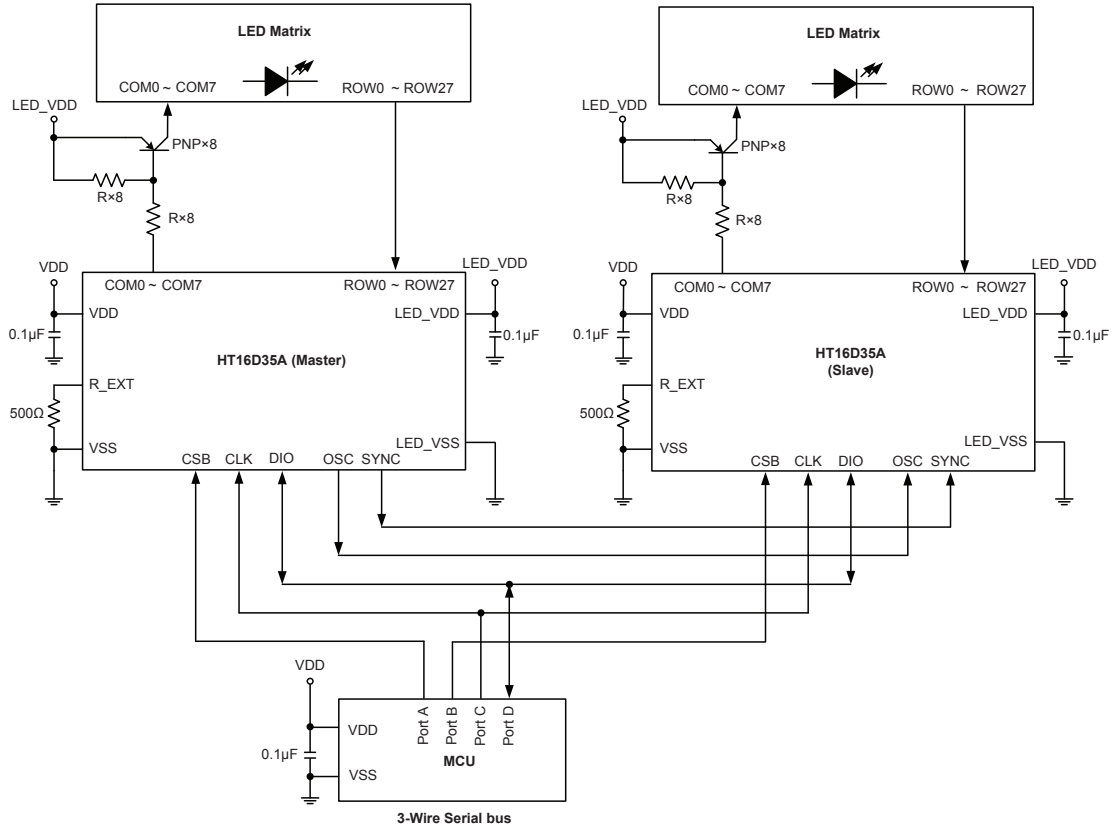 LED Matrix
COM0 ~ COM7
ROW0 ~ ROW27
LED_VDD
PNP×8
R×8
R×8
VDD
LED_VDD
COM0 ~ COM7
ROW0 ~ ROW27
VDD
LED_VDD
0.1µF
0.1µF
HT16D35A (Master)
R_EXT
500Ω
VSS
LED_VSS
CSB CLK DIO OSC SYNC
LED Matrix
COM0 ~ COM7
ROW0 ~ ROW27
LED_VDD
PNP×8
R×8
R×8
VDD
LED_VDD
COM0 ~ COM7
ROW0 ~ ROW27
VDD
LED_VDD
0.1µF
0.1µF
HT16D35A
(Slave)
R_EXT
500Ω
VSS
LED_VSS
CSB CLK DIO OSC SYNC
VDD
Port A
Port B
Port C
Port D
VDD
0.1µF
MCU
VSS
3-Wire Serial bus